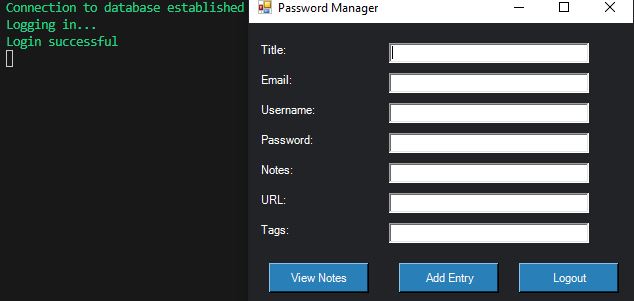 Connection to database established
Logging in...
Login successful
Password Manager
Title:
Email:
Username:
Password:
Notes:
URL:
Tags:
View Notes
Add Entry
Logout